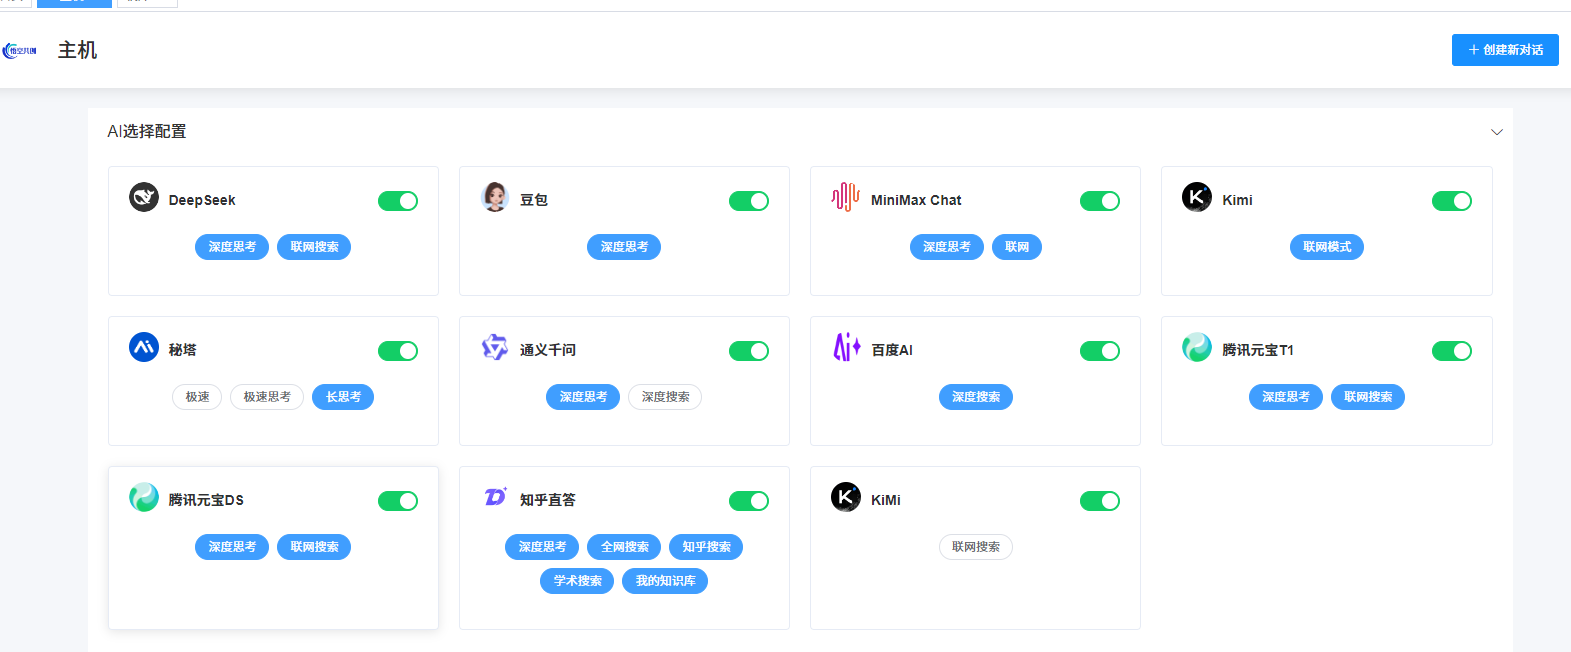 悟空共创
主机
+ 创建新对话
AI选择配置
DeepSeek
深度思考 联网搜索
豆包
深度思考
MiniMax Chat
深度思考 联网
Kimi
联网模式
秘塔
极速 极速思考 长思考
通义千问
深度思考 深度搜索
百度AI
深度搜索
腾讯元宝T1
深度思考 联网搜索
腾讯元宝DS
深度思考 联网搜索
知乎直答
深度思考 全网搜索 知乎搜索
学术搜索 我的知识库
KiMi
联网搜索